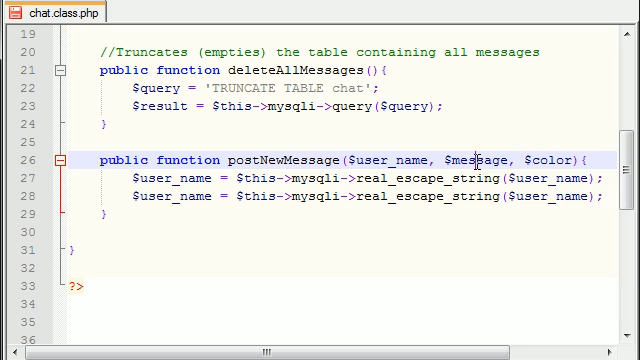 chat.class.php
19
20 //Truncates (empties) the table containing all messages
21 public function deleteAllMessages(){
22 $query = 'TRUNCATE TABLE chat';
23 $result = $this->mysqli->query($query);
24 }
25
26 public function postNewMessage($user_name, $message, $color){
27 $user_name = $this->mysqli->real_escape_string($user_name);
28 $user_name = $this->mysqli->real_escape_string($user_name);
29 }
30
31 }
32
33 ?>
34
35
36